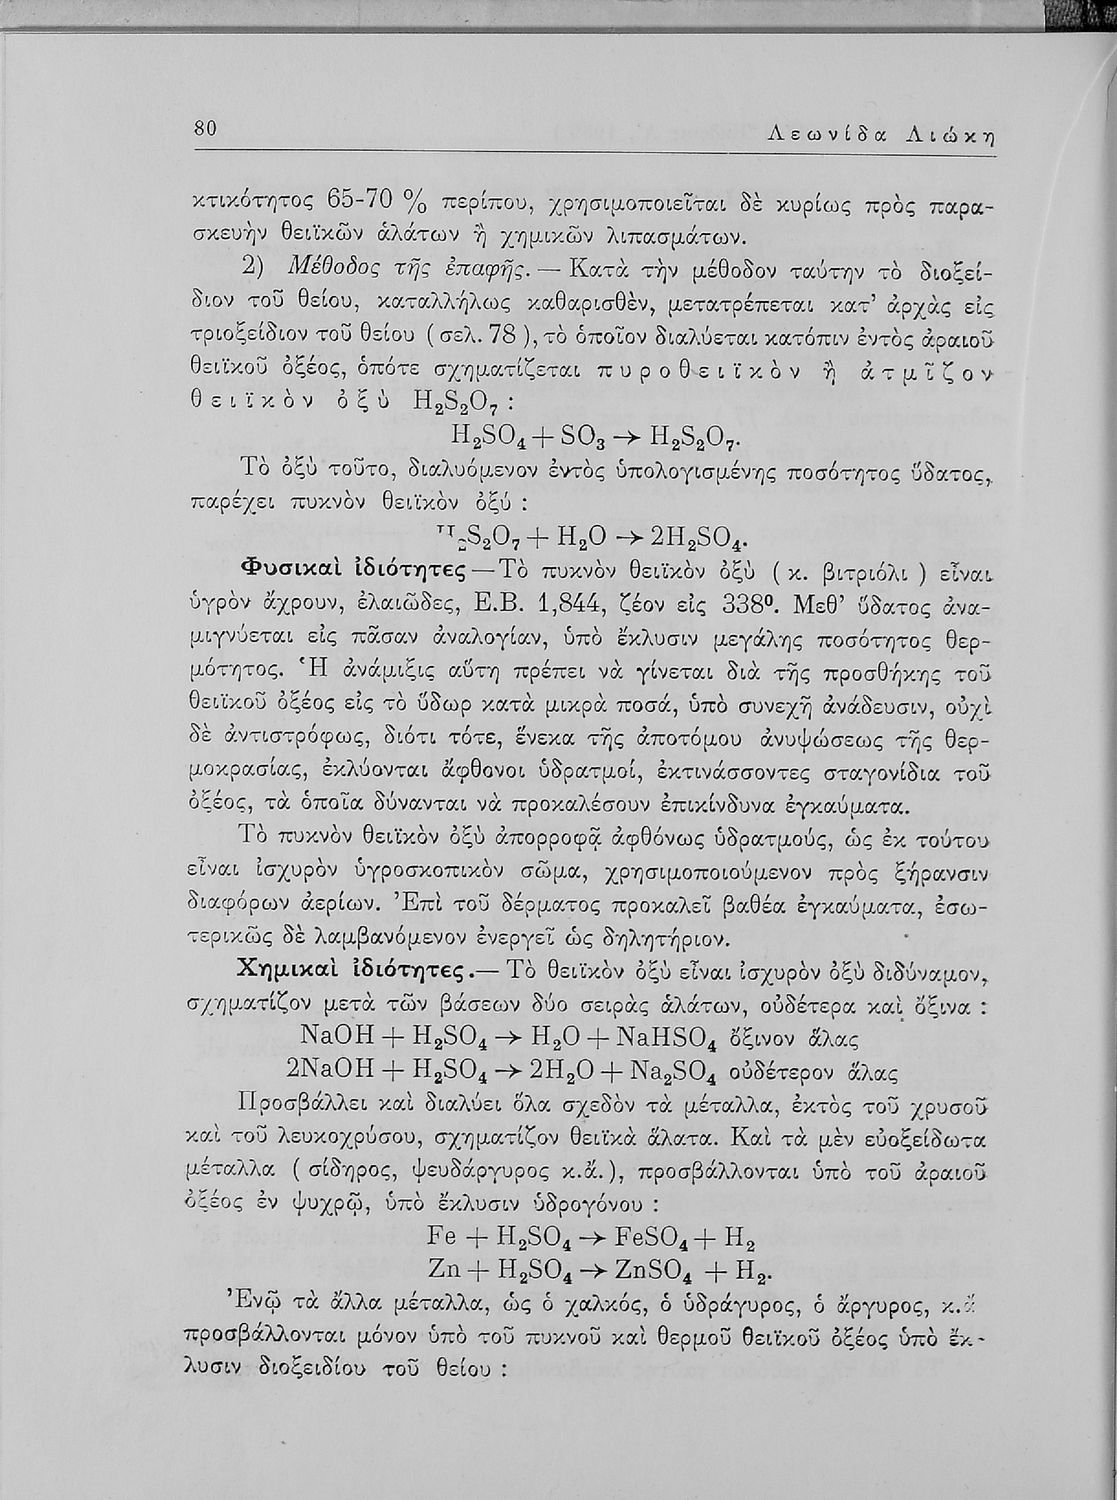 80 Λεωνίδα Λιώκη
κτικότητος 65-70 % περίπου, χρησιμοποιεῖται δὲ κυρίως πρὸς παρα-
σκευὴν θειϊκῶν ἁλάτων ἢ χημικῶν λιπασμάτων.
2) Μέθοδος τῆς ἐπαφῆς. — Κατὰ τὴν μέθοδον ταύτην τὸ διοξεί-
διον τοῦ θείου, καταλλήλως καθαρισθὲν, μετατρέπεται κατ’ ἀρχὰς εἰς
τριοξείδιον τοῦ θείου ( σελ. 78 ), τὸ ὁποῖον διαλύεται κατόπιν ἐντὸς ἀραιοῦ
θειϊκοῦ ὀξέος, ὁπότε σχηματίζεται πυροθειϊκὸν ἢ ἀτμῖζον
θειϊκὸν ὀξὺ H₂S₂O₇ :
H₂SO₄ + SO₃ → H₂S₂O₇.
Τὸ ὀξὺ τοῦτο, διαλυόμενον ἐντὸς ὑπολογισμένης ποσότητος ὕδατος,
παρέχει πυκνὸν θειϊκὸν ὀξύ :
H₂S₂O₇ + H₂O → 2H₂SO₄.
Φυσικαὶ ἰδιότητες — Τὸ πυκνὸν θειϊκὸν ὀξὺ ( κ. βιτριόλι ) εἶναι
ὑγρὸν ἄχρουν, ἐλαιῶδες, Ε.Β. 1,844, ζέον εἰς 338⁰. Μεθ’ ὕδατος ἀνα-
μιγνύεται εἰς πᾶσαν ἀναλογίαν, ὑπὸ ἔκλυσιν μεγάλης ποσότητος θερ-
μότητος. Ἡ ἀνάμιξις αὕτη πρέπει νὰ γίνεται διὰ τῆς προσθήκης τοῦ
θειϊκοῦ ὀξέος εἰς τὸ ὕδωρ κατὰ μικρὰ ποσά, ὑπὸ συνεχῆ ἀνάδευσιν, οὐχὶ
δὲ ἀντιστρόφως, διότι τότε, ἕνεκα τῆς ἀποτόμου ἀνυψώσεως τῆς θερ-
μοκρασίας, ἐκλύονται ἄφθονοι ὑδρατμοί, ἐκτινάσσοντες σταγονίδια τοῦ
ὀξέος, τὰ ὁποῖα δύνανται νὰ προκαλέσουν ἐπικίνδυνα ἐγκαύματα.
Τὸ πυκνὸν θειϊκὸν ὀξὺ ἀπορροφᾷ ἀφθόνως ὑδρατμούς, ὡς ἐκ τούτου
εἶναι ἰσχυρὸν ὑγροσκοπικὸν σῶμα, χρησιμοποιούμενον πρὸς ξήρανσιν
διαφόρων ἀερίων. Ἐπὶ τοῦ δέρματος προκαλεῖ βαθέα ἐγκαύματα, ἐσω-
τερικῶς δὲ λαμβανόμενον ἐνεργεῖ ὡς δηλητήριον.
Χημικαὶ ἰδιότητες.— Τὸ θειϊκὸν ὀξὺ εἶναι ἰσχυρὸν ὀξὺ διδύναμον,
σχηματίζον μετὰ τῶν βάσεων δύο σειρὰς ἁλάτων, οὐδέτερα καὶ ὄξινα :
NaOH + H₂SO₄ → H₂O + NaHSO₄ ὄξινον ἅλας
2NaOH + H₂SO₄ → 2H₂O + Na₂SO₄ οὐδέτερον ἅλας
Προσβάλλει καὶ διαλύει ὅλα σχεδὸν τὰ μέταλλα, ἐκτὸς τοῦ χρυσοῦ
καὶ τοῦ λευκοχρύσου, σχηματίζον θειϊκὰ ἅλατα. Καὶ τὰ μὲν εὐοξείδωτα
μέταλλα ( σίδηρος, ψευδάργυρος κ.ἄ. ), προσβάλλονται ὑπὸ τοῦ ἀραιοῦ
ὀξέος ἐν ψυχρῷ, ὑπὸ ἔκλυσιν ὑδρογόνου :
Fe + H₂SO₄ → FeSO₄ + H₂
Zn + H₂SO₄ → ZnSO₄ + H₂.
Ἐνῷ τὰ ἄλλα μέταλλα, ὡς ὁ χαλκός, ὁ ὑδράγυρος, ὁ ἄργυρος, κ.ἄ
προσβάλλονται μόνον ὑπὸ τοῦ πυκνοῦ καὶ θερμοῦ θειϊκοῦ ὀξέος ὑπὸ ἔκ-
λυσιν διοξειδίου τοῦ θείου :